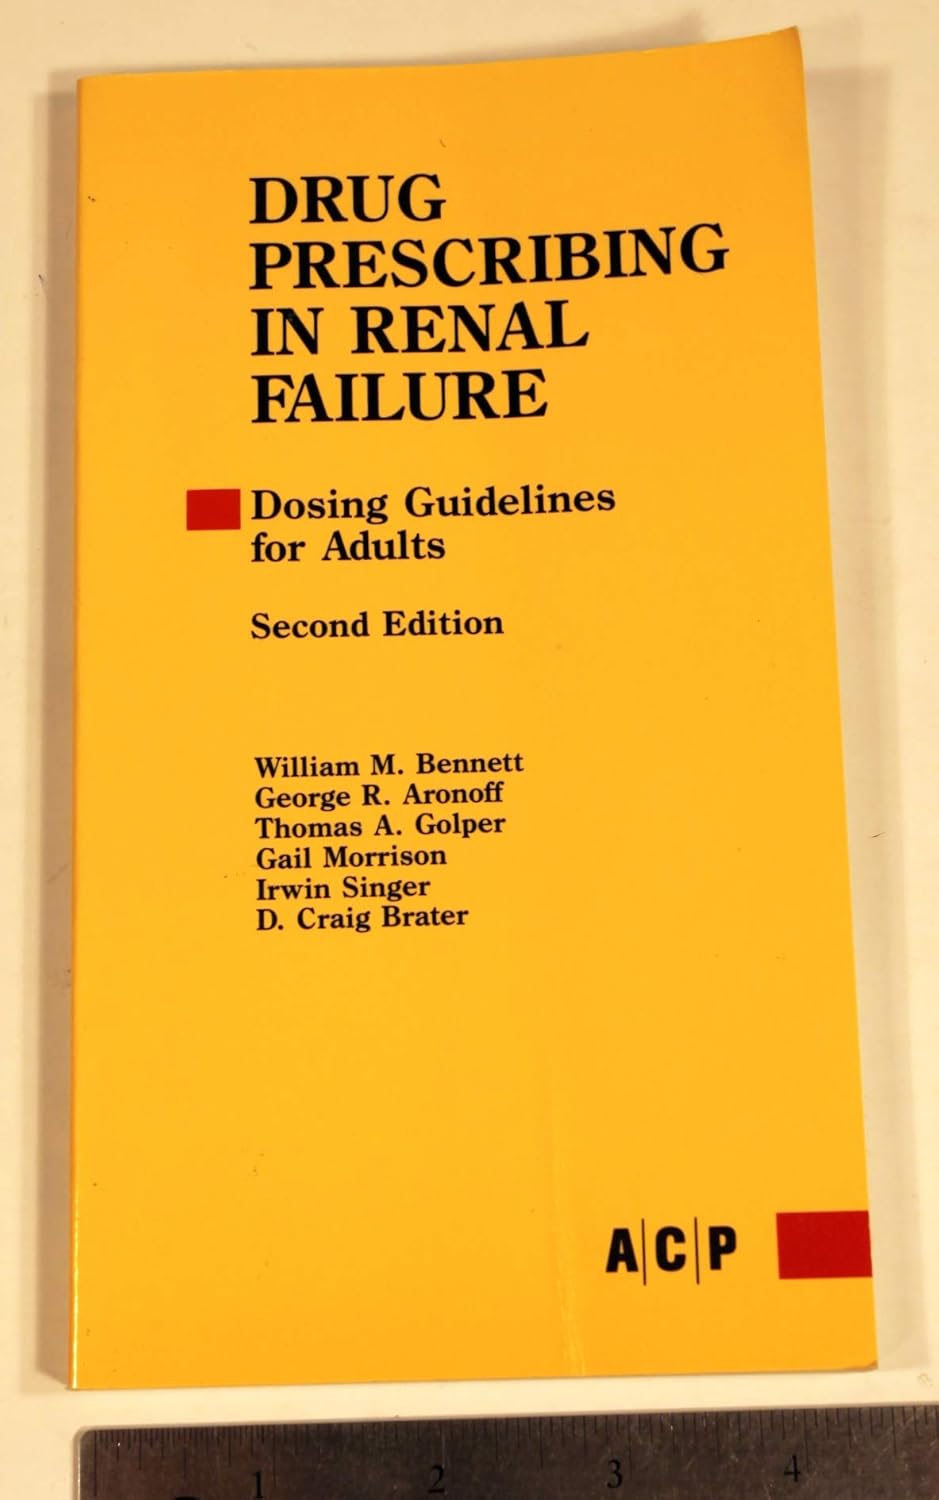 DRUG
PRESCRIBING
IN RENAL
FAILURE
Dosing Guidelines
for Adults
Second Edition
William M. Bennett
George R. Aronoff
Thomas A. Golper
Gail Morrison
Irwin Singer
D. Craig Brater
A|C|P
1 2 3 4